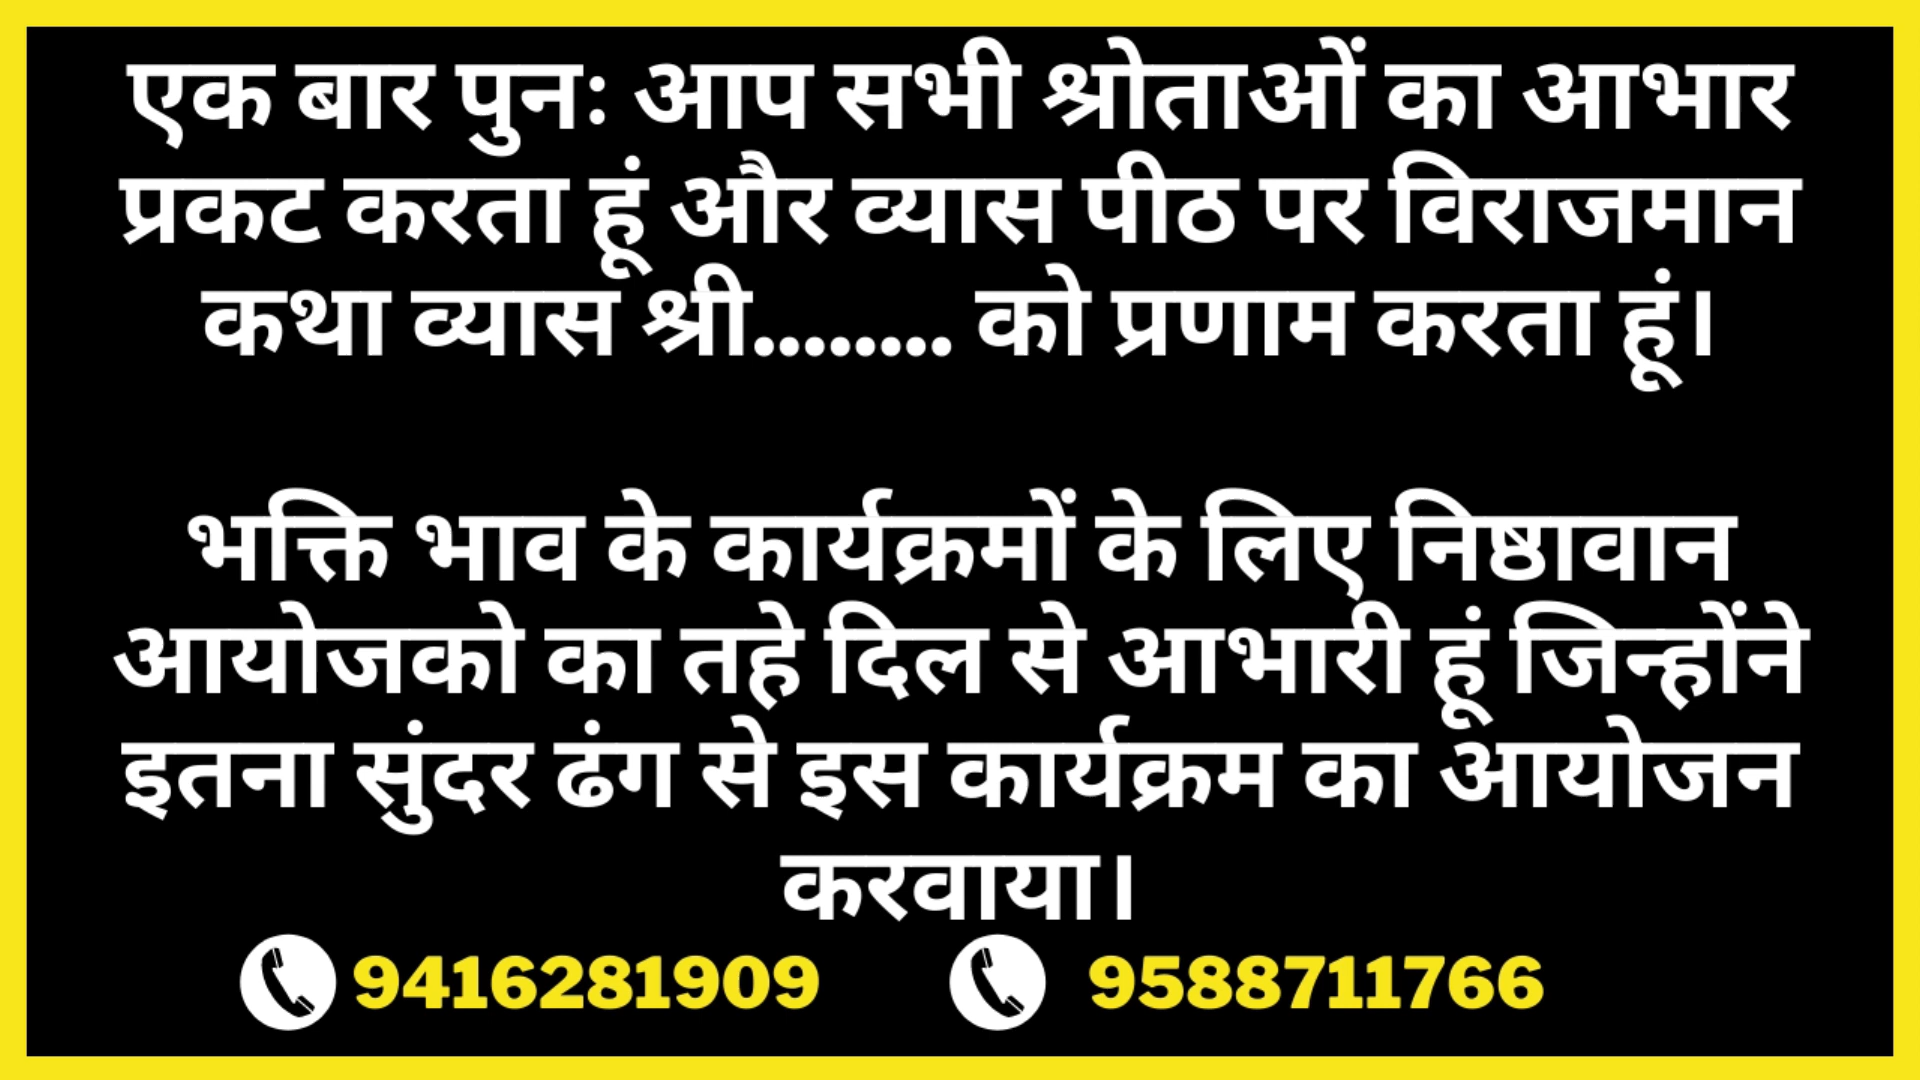 एक बार पुनः आप सभी श्रोताओं का आभार
प्रकट करता हूं और व्यास पीठ पर विराजमान
कथा व्यास श्री........ को प्रणाम करता हूं।
भक्ति भाव के कार्यक्रमों के लिए निष्ठावान
आयोजको का तहे दिल से आभारी हूं जिन्होंने
इतना सुंदर ढंग से इस कार्यक्रम का आयोजन
करवाया।
9416281909 9588711766